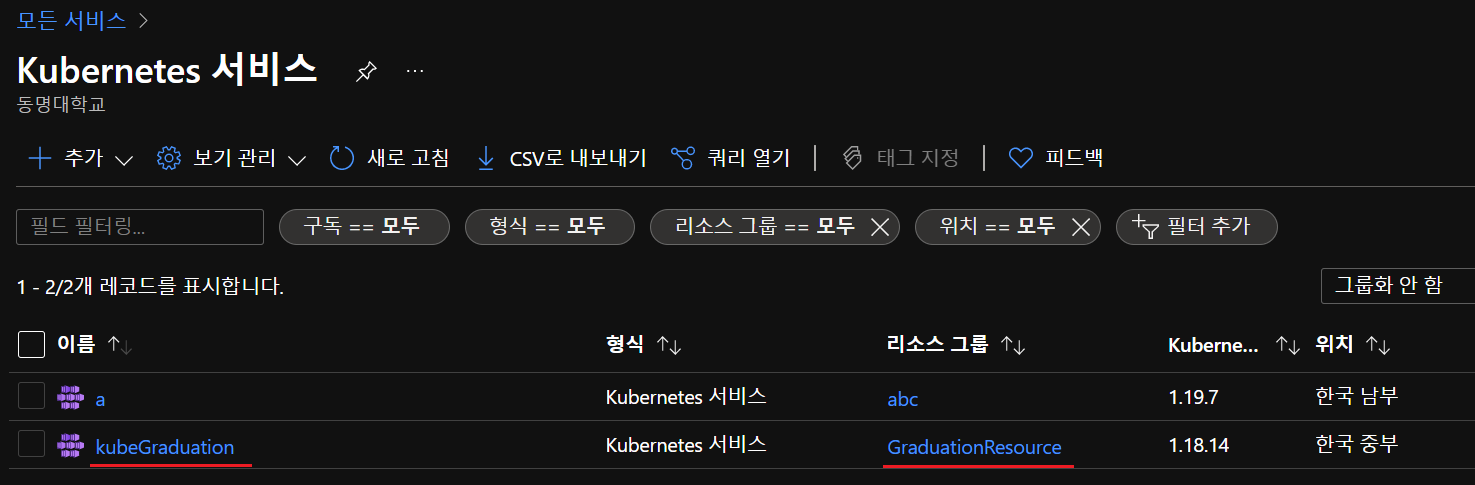 모든 서비스 >
Kubernetes 서비스 ...
동명대학교
추가 보기 관리 새로 고침 CSV로 내보내기 쿼리 열기 태그 지정 피드백
필드 필터링... 구독 == 모두 형식 == 모두 리소스 그룹 == 모두 위치 == 모두 필터 추가
1 - 2/2개 레코드를 표시합니다. 그룹화 안 함
이름 형식 리소스 그룹 Kuberne... 위치
a Kubernetes 서비스 abc 1.19.7 한국 남부
kubeGraduation Kubernetes 서비스 GraduationResource 1.18.14 한국 중부